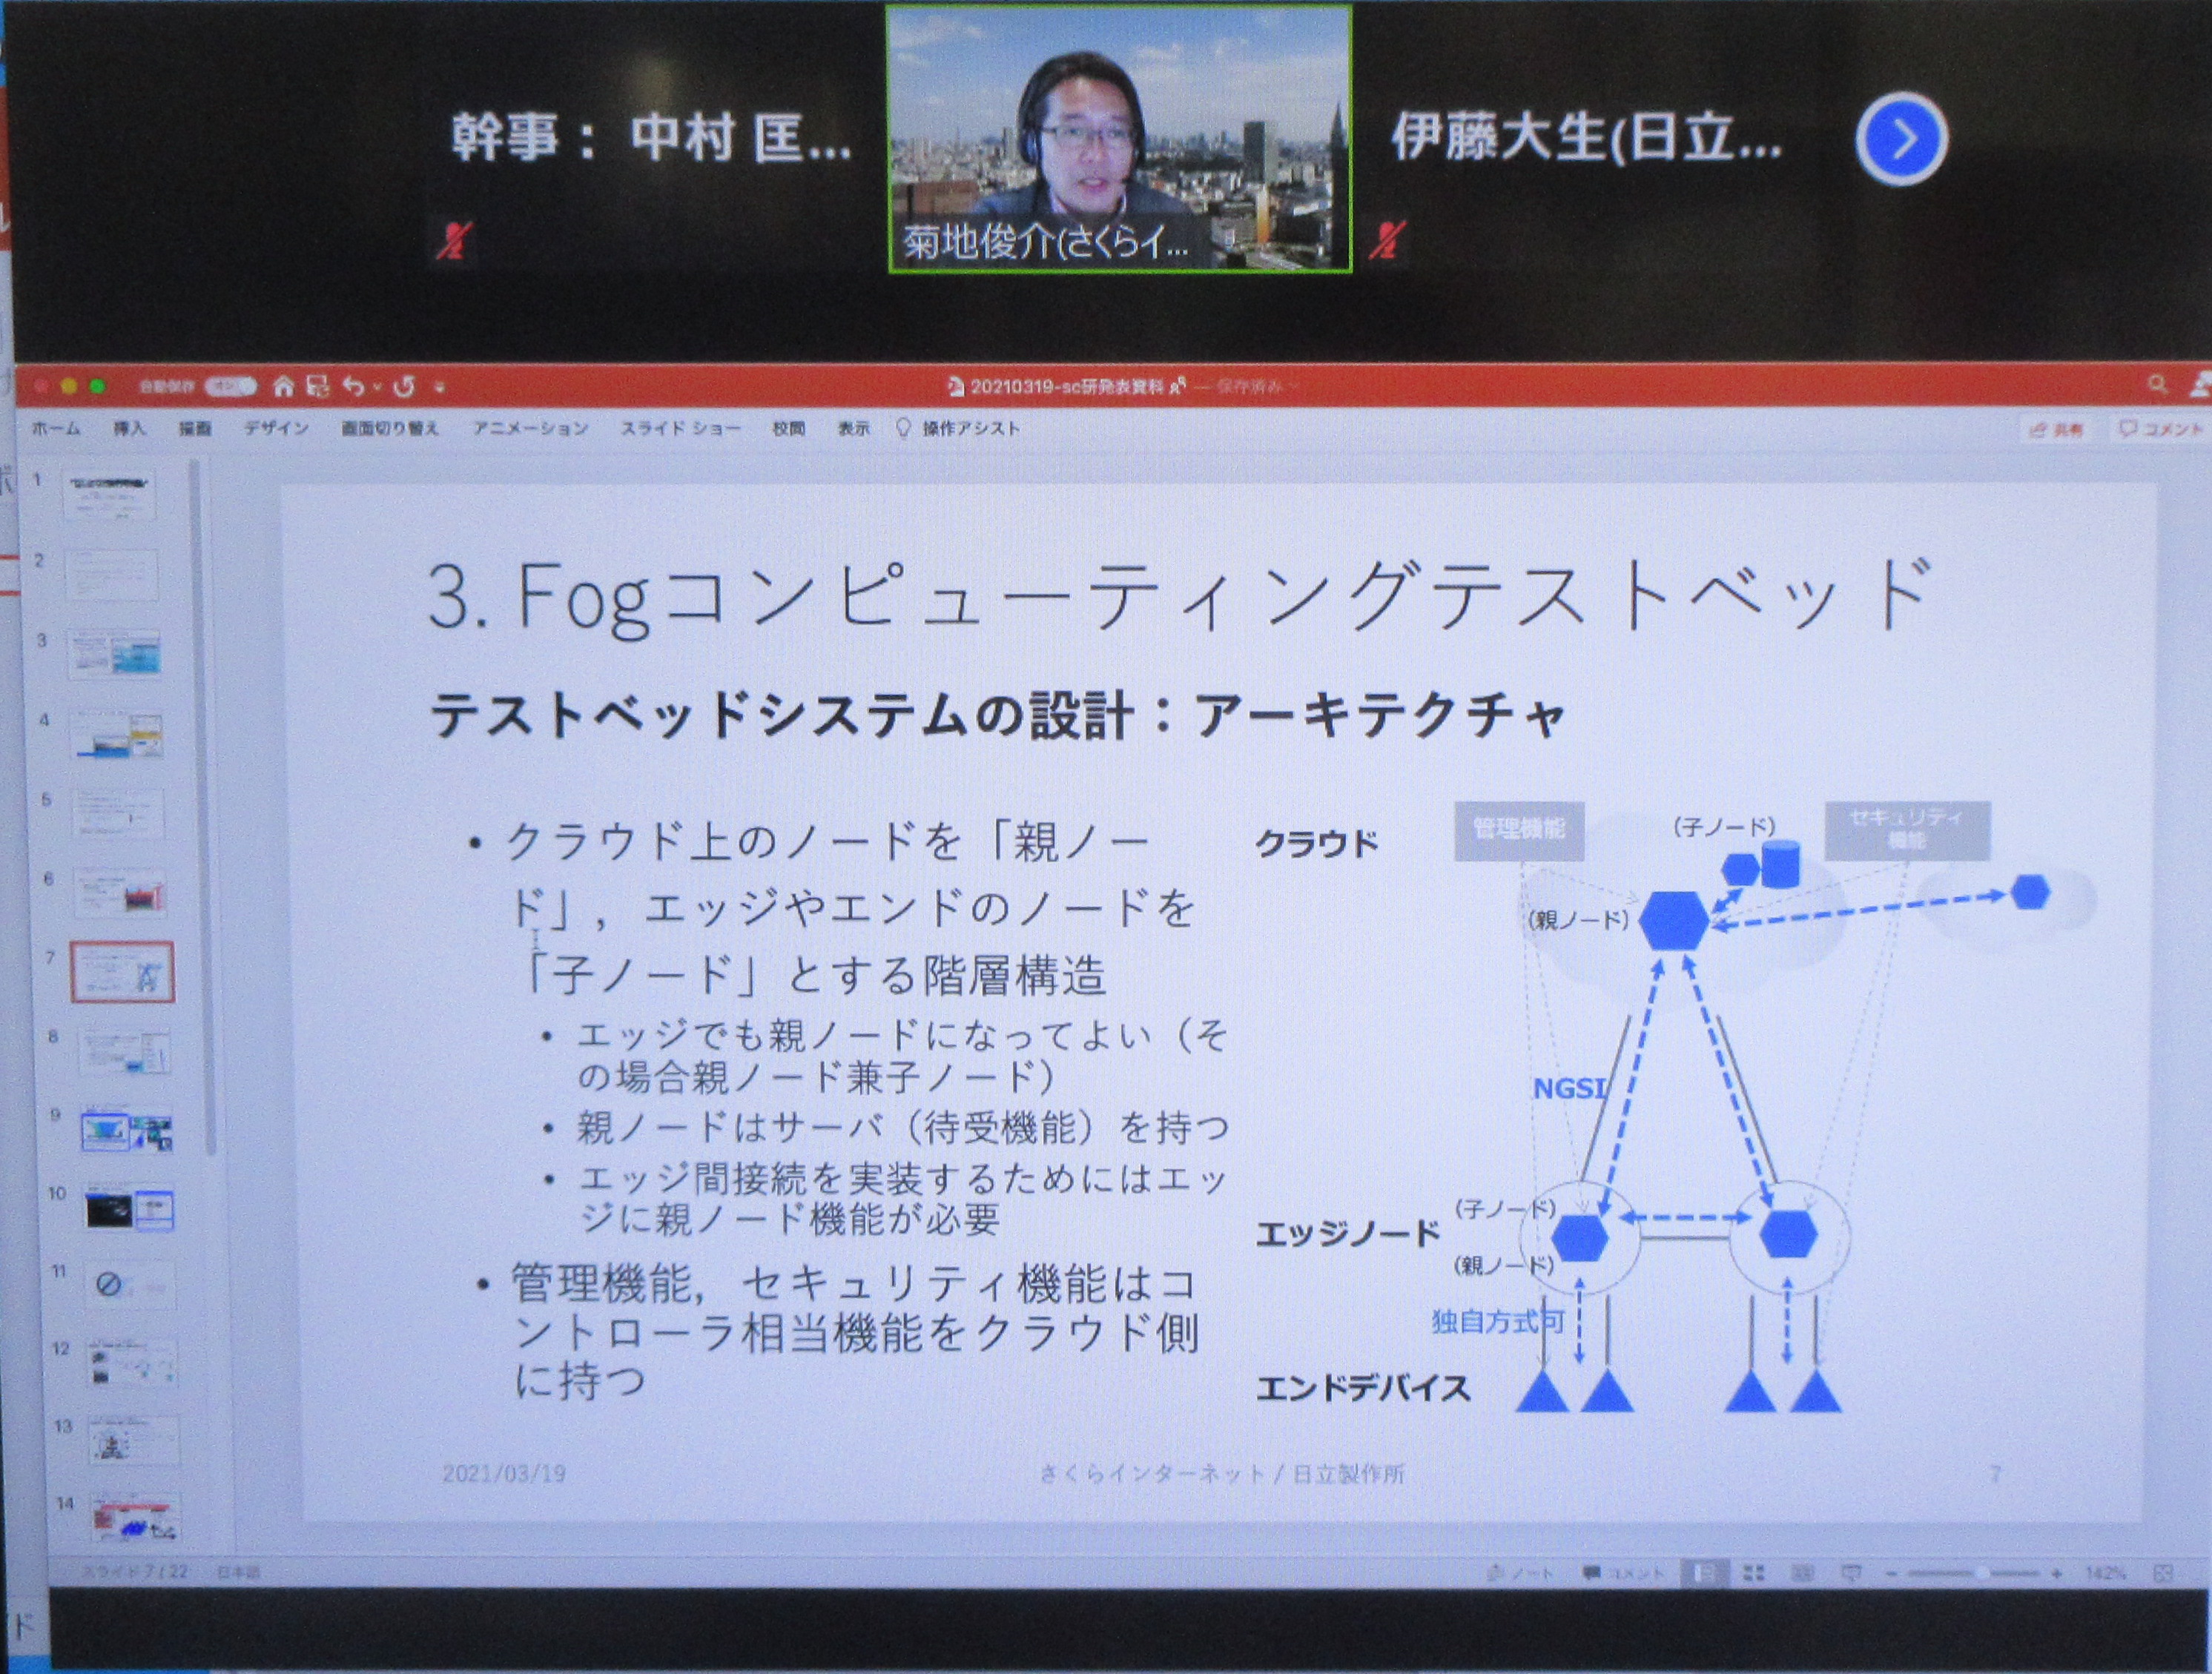 幹事： 中村 匡...
菊地俊介(さくらイ...
伊藤大生(日立...
自動保存 オン
20210319-sc研発表資料 — 保存済み
ホーム 挿入 描画 デザイン 画面切り替え アニメーション スライド ショー 校閲 表示 操作アシスト
共有 コメント
1
2
3
4
5
6
7
8
9
10
11
12
13
14
3. Fogコンピューティングテストベッド
テストベッドシステムの設計：アーキテクチャ
• クラウド上のノードを「親ノー
ド」，エッジやエンドのノードを
「子ノード」とする階層構造
• エッジでも親ノードになってよい（そ
の場合親ノード兼子ノード）
• 親ノードはサーバ（待受機能）を持つ
• エッジ間接続を実装するためにはエッ
ジに親ノード機能が必要
• 管理機能，セキュリティ機能はコ
ントローラ相当機能をクラウド側
に持つ
クラウド
管理機能
(子ノード)
セキュリティ
機能
(親ノード)
NGSI
エッジノード
(子ノード)
(親ノード)
独自方式可
エンドデバイス
2021/03/19
さくらインターネット / 日立製作所
7
スライド 7 / 22 日本語
ノート コメント
142%
ド